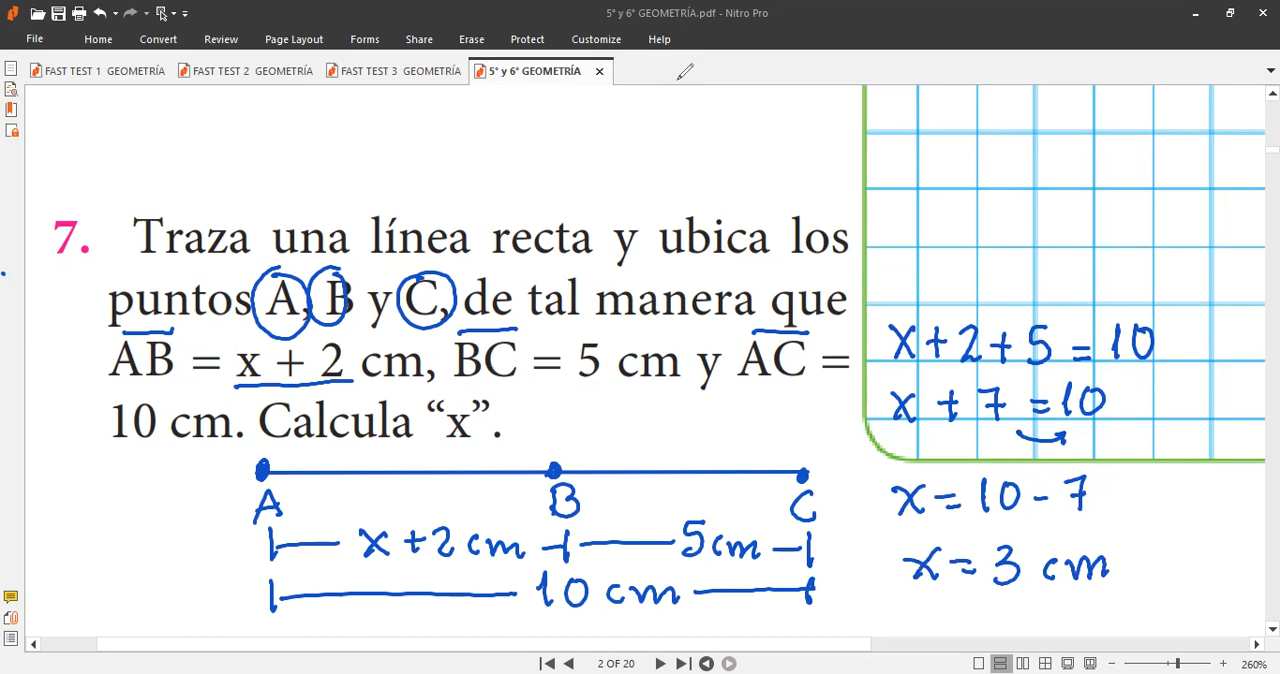 5° y 6° GEOMETRÍA.pdf - Nitro Pro
File Home Convert Review Page Layout Forms Share Erase Protect Customize Help
FAST TEST 1 GEOMETRÍA FAST TEST 2 GEOMETRÍA FAST TEST 3 GEOMETRÍA 5° y 6° GEOMETRÍA
7. Traza una línea recta y ubica los
puntos A, B y C, de tal manera que
AB = x + 2 cm, BC = 5 cm y AC =
10 cm. Calcula “x”.
A B C
x + 2 cm 5 cm
10 cm
x + 2 + 5 = 10
x + 7 = 10
x = 10 - 7
x = 3 cm
2 OF 20
260%